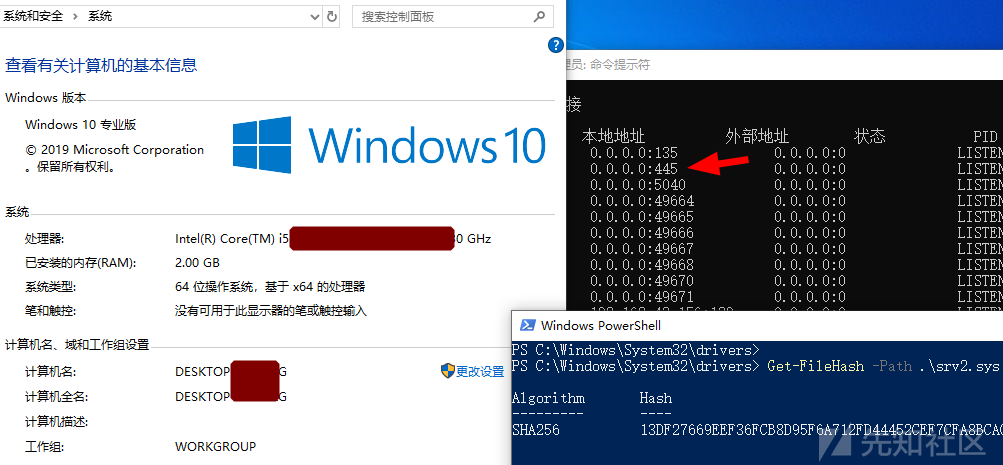 系统和安全 > 系统
搜索控制面板
查看有关计算机的基本信息
Windows 版本
Windows 10 专业版
© 2019 Microsoft Corporation
。保留所有权利。
Windows 10
系统
处理器: Intel(R) Core(TM) i5 0 GHz
已安装的内存(RAM): 2.00 GB
系统类型: 64 位操作系统，基于 x64 的处理器
笔和触控: 没有可用于此显示器的笔或触控输入
计算机名、域和工作组设置
计算机名: DESKTOP G
更改设置
计算机全名: DESKTOP G
计算机描述:
工作组: WORKGROUP
理员: 命令提示符
接
本地地址 外部地址 状态 PID
0.0.0.0:135 0.0.0.0:0 LISTEN
0.0.0.0:445 0.0.0.0:0 LISTEN
0.0.0.0:5040 0.0.0.0:0 LISTEN
0.0.0.0:49664 0.0.0.0:0 LISTEN
0.0.0.0:49665 0.0.0.0:0 LISTEN
0.0.0.0:49666 0.0.0.0:0 LISTEN
0.0.0.0:49667 0.0.0.0:0 LISTEN
0.0.0.0:49668 0.0.0.0:0 LISTEN
0.0.0.0:49670 0.0.0.0:0 LISTEN
0.0.0.0:49671 0.0.0.0:0 LISTEN
Windows PowerShell
PS C:\Windows\System32\drivers>
PS C:\Windows\System32\drivers> Get-FileHash -Path .\srv2.sys
Algorithm Hash
--------- ----
SHA256 13DF27669EEF36FCB8D95F6A712FD44452CEF7CFA8BCA
先知社区